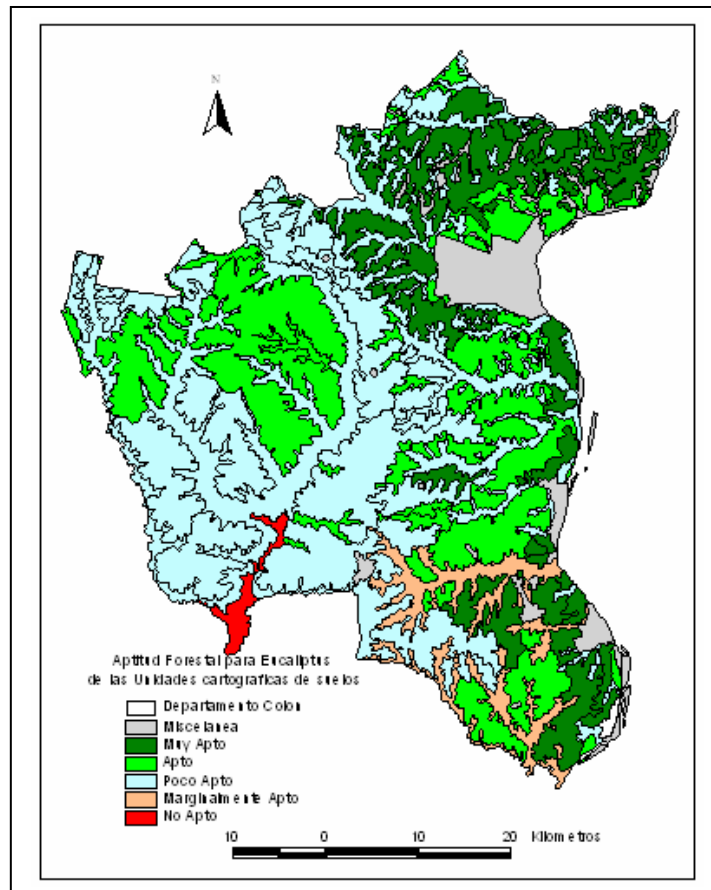 N
Aptitud Forestal para Eucaliptus
de las Unidades cartograficas de suelos
Departamento Colon
Miscelanea
Muy Apto
Apto
Poco Apto
Marginalmente Apto
No Apto
10 0 10 20 Kilometros